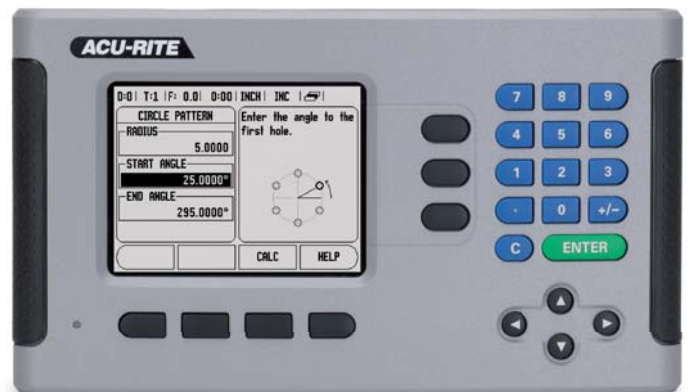 ACU-RITE
D:0 | T:1 | F: 0.0 | 0:00 | INCH | INC |
CIRCLE PATTERN
RADIUS
5.0000
START ANGLE
25.0000°
END ANGLE
295.0000°
Enter the angle to the
first hole.
CALC HELP
7 8 9
4 5 6
1 2 3
. 0 +/-
C ENTER